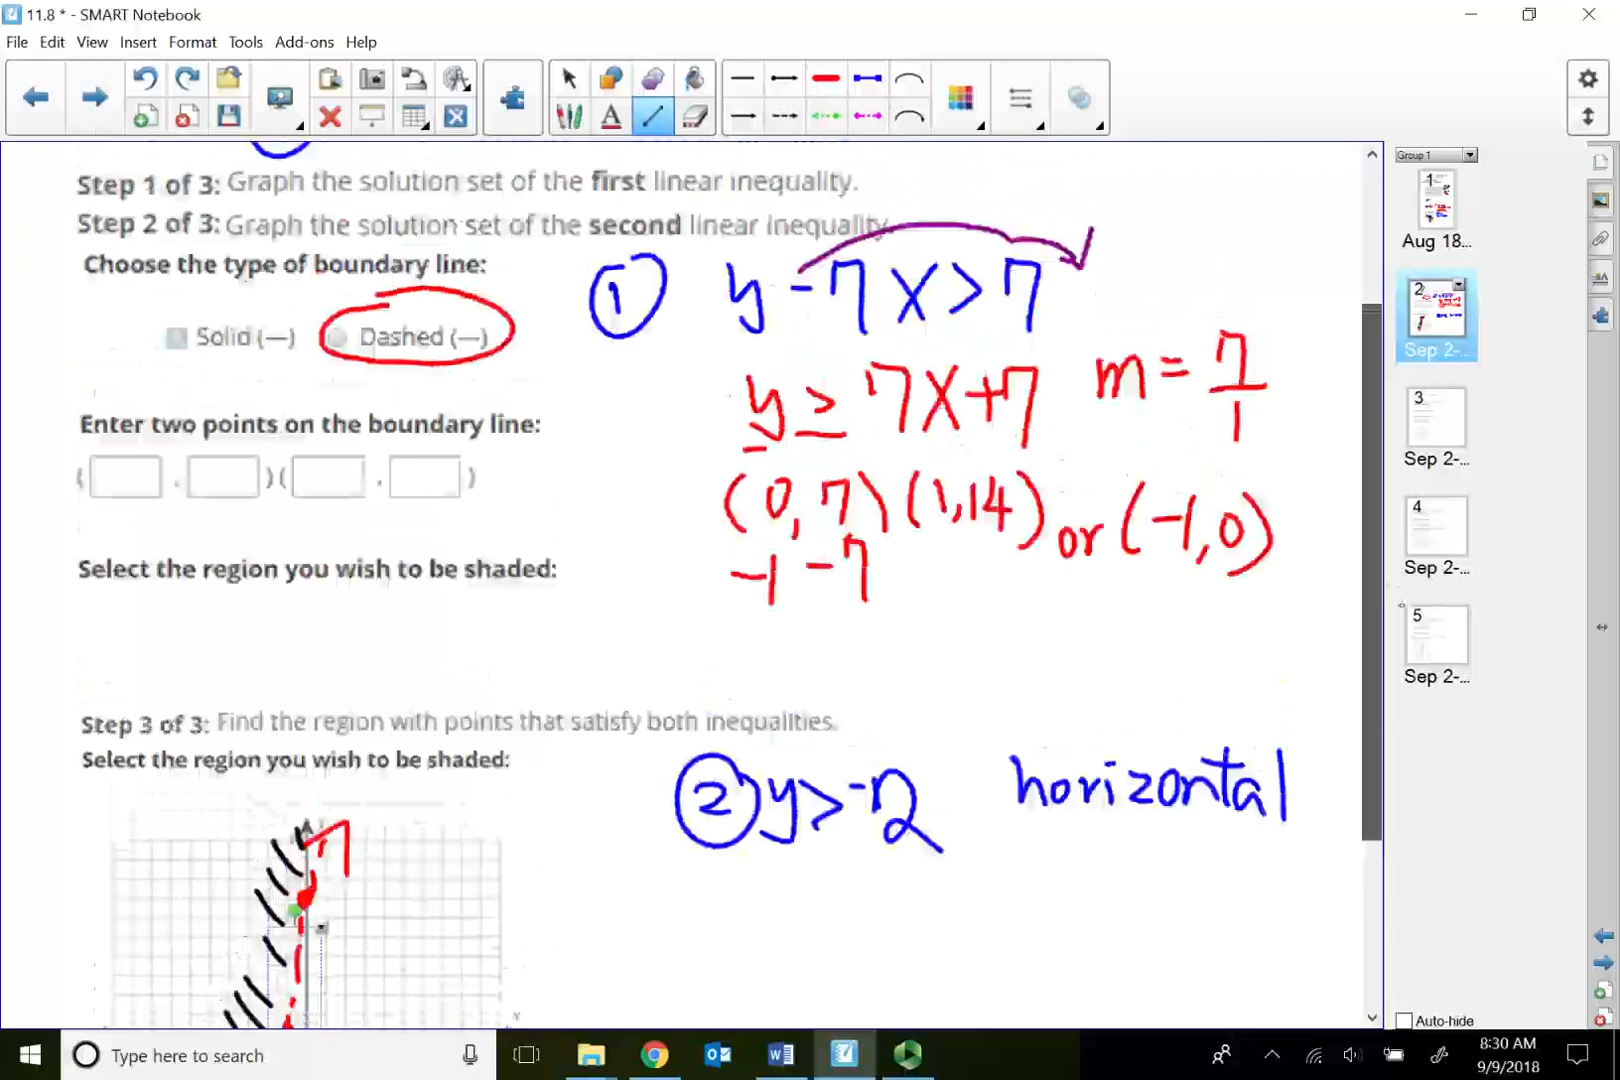 11.8 * - SMART Notebook
File Edit View Insert Format Tools Add-ons Help
Step 1 of 3: Graph the solution set of the first linear inequality.
Step 2 of 3: Graph the solution set of the second linear inequality.
Choose the type of boundary line:
Solid (—) Dashed (—)
① y - 7x > 7
y ≥ 7x + 7 m = 7/1
Enter two points on the boundary line:
( , ) ( , )
(0, 7) (1, 14) or (-1, 0)
-1 -7
Select the region you wish to be shaded:
Step 3 of 3: Find the region with points that satisfy both inequalities.
Select the region you wish to be shaded:
② y > -2 horizontal
7
Group 1
1
Aug 18...
2
Sep 2-...
3
Sep 2-...
4
Sep 2-...
5
Sep 2-...
Auto-hide
Type here to search
8:30 AM
9/9/2018